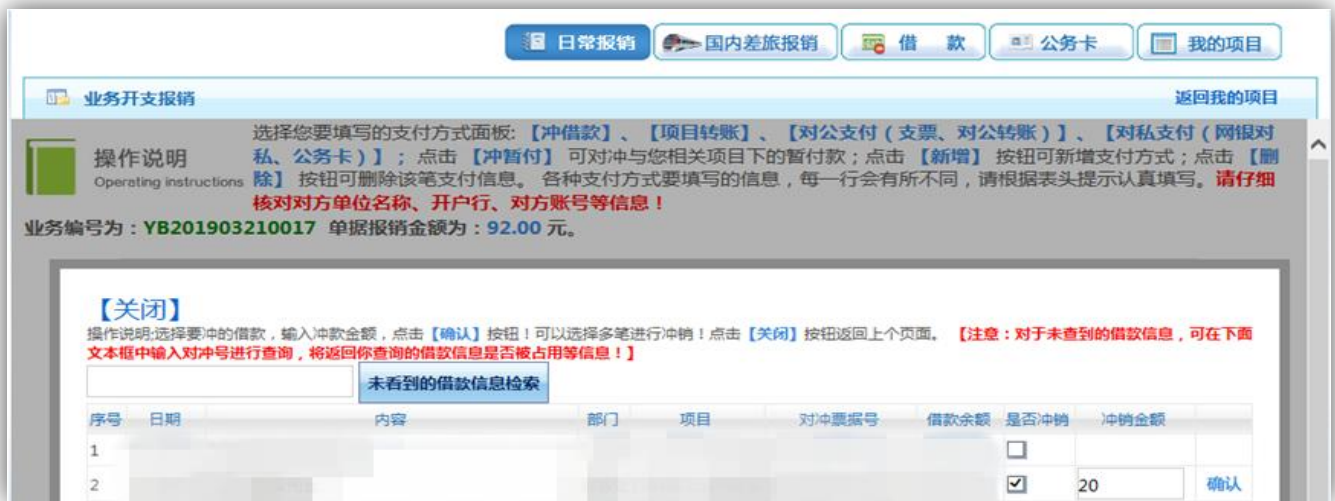 日常报销 国内差旅报销 借 款 公务卡 我的项目
业务开支报销 返回我的项目
选择您要填写的支付方式面板:【冲借款】、【项目转账】、【对公支付(支票、对公转账)】、【对私支付(网银对
操作说明 私、公务卡)】;点击【冲暂付】可对冲与您相关项目下的暂付款;点击【新增】按钮可新增支付方式;点击【删
Operating instructions 除】按钮可删除该笔支付信息。各种支付方式要填写的信息,每一行会有所不同,请根据表头提示认真填写。请仔细
核对对方单位名称、开户行、对方账号等信息!
业务编号为:YB201903210017 单据报销金额为:92.00 元。
【关闭】
操作说明;选择要冲的借款,输入冲款金额,点击【确认】按钮!可以选择多笔进行冲销!点击【关闭】按钮返回上个页面。【注意:对于未查到的借款信息,可在下面
文本框中输入对冲号进行查询,将返回你查询的借款信息是否被占用等信息!】
未看到的借款信息检索
序号 日期 内容 部门 项目 对冲票据号 借款余额 是否冲销 冲销金额
1
2 20 确认